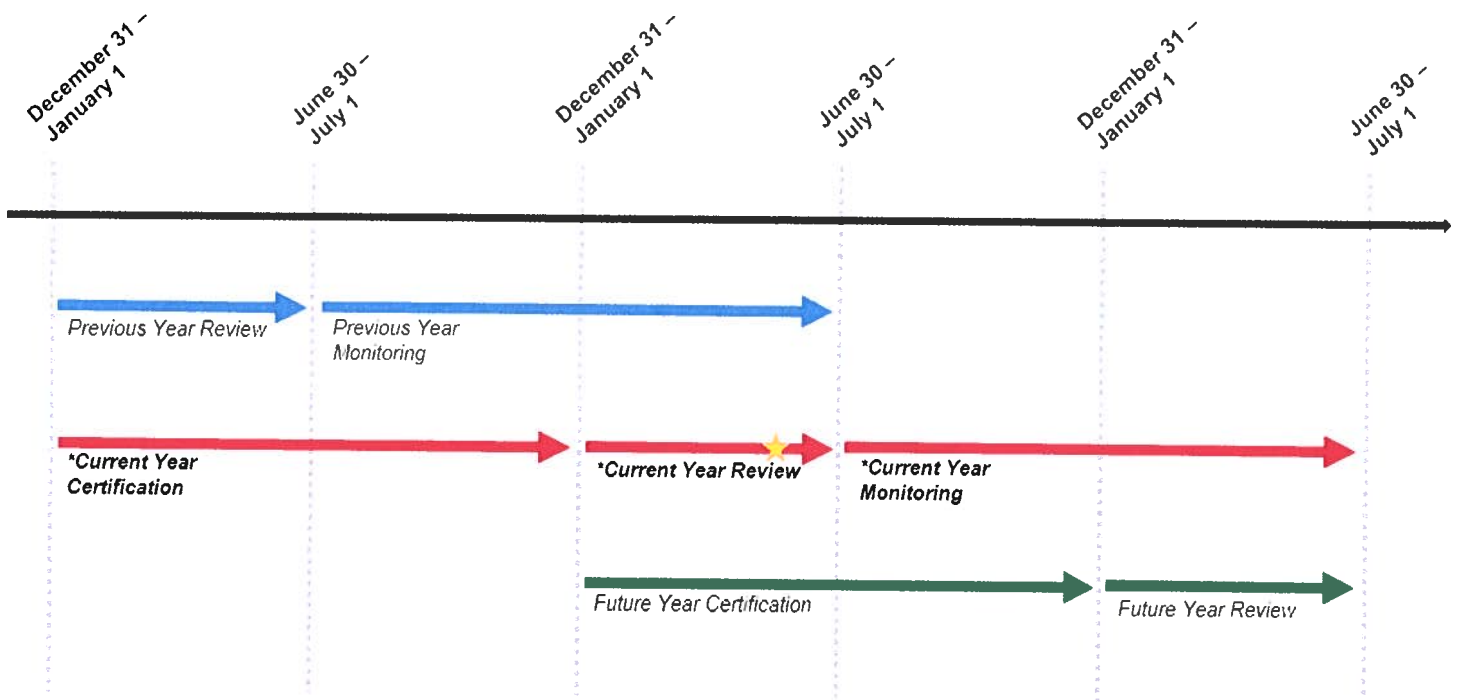 December 31 –
January 1
June 30 –
July 1
December 31 –
January 1
June 30 –
July 1
December 31 –
January 1
June 30 –
July 1
Previous Year Review
Previous Year
Monitoring
*Current Year
Certification
*Current Year Review
*Current Year
Monitoring
Future Year Certification
Future Year Review